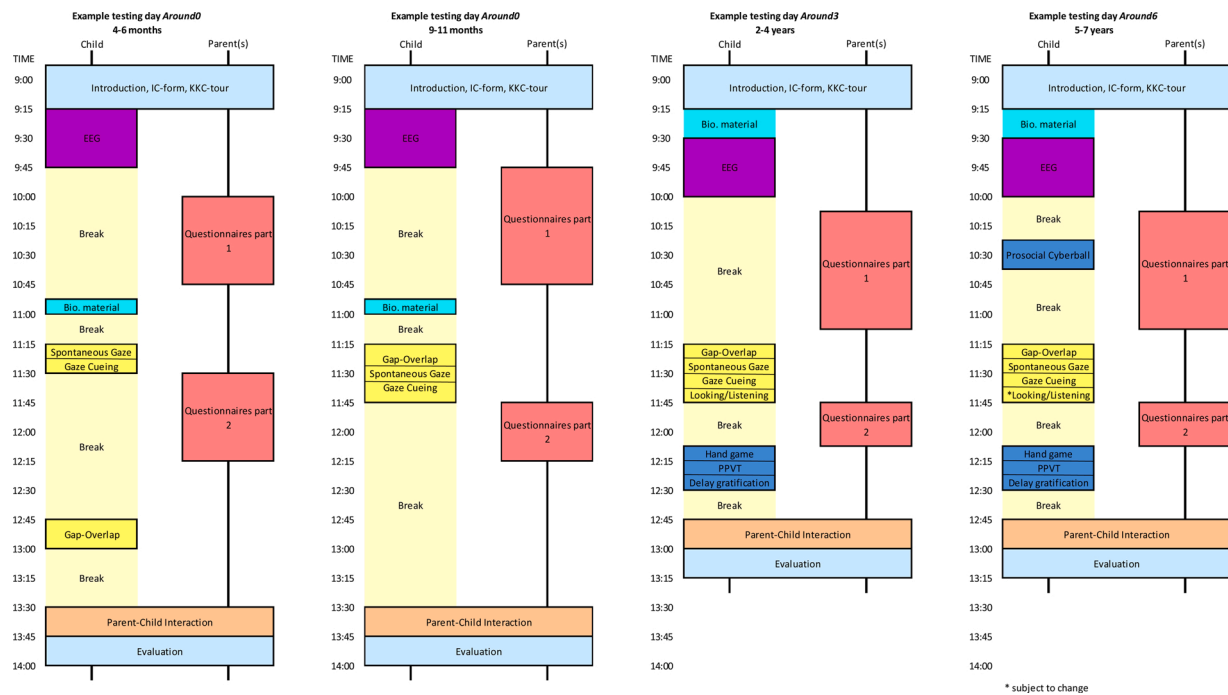 Example testing day Around0
4-6 months
Child
Parent(s)
TIME
9:00
9:15
9:30
9:45
10:00
10:15
10:30
10:45
11:00
11:15
11:30
11:45
12:00
12:15
12:30
12:45
13:00
13:15
13:30
13:45
14:00
Introduction, IC-form, KKC-tour
EEG
Break
Questionnaires part
1
Bio. material
Break
Spontaneous Gaze
Gaze Cueing
Questionnaires part
2
Break
Gap-Overlap
Break
Parent-Child Interaction
Evaluation
Example testing day Around0
9-11 months
Child
Parent(s)
TIME
9:00
9:15
9:30
9:45
10:00
10:15
10:30
10:45
11:00
11:15
11:30
11:45
12:00
12:15
12:30
12:45
13:00
13:15
13:30
13:45
14:00
Introduction, IC-form, KKC-tour
EEG
Questionnaires part
1
Break
Bio. material
Break
Gap-Overlap
Spontaneous Gaze
Gaze Cueing
Questionnaires part
2
Break
Parent-Child Interaction
Evaluation
Example testing day Around3
2-4 years
Child
Parent(s)
TIME
9:00
9:15
9:30
9:45
10:00
10:15
10:30
10:45
11:00
11:15
11:30
11:45
12:00
12:15
12:30
12:45
13:00
13:15
13:30
13:45
14:00
Introduction, IC-form, KKC-tour
Bio. material
EEG
Break
Questionnaires part
1
Gap-Overlap
Spontaneous Gaze
Gaze Cueing
Looking/Listening
Break
Questionnaires part
2
Hand game
PPVT
Delay gratification
Break
Parent-Child Interaction
Evaluation
Example testing day Around6
5-7 years
Child
Parent(s)
TIME
9:00
9:15
9:30
9:45
10:00
10:15
10:30
10:45
11:00
11:15
11:30
11:45
12:00
12:15
12:30
12:45
13:00
13:15
13:30
13:45
14:00
Introduction, IC-form, KKC-tour
Bio. material
EEG
Break
Prosocial Cyberball
Questionnaires part
1
Break
Gap-Overlap
Spontaneous Gaze
Gaze Cueing
*Looking/Listening
Break
Questionnaires part
2
Hand game
PPVT
Delay gratification
Break
Parent-Child Interaction
Evaluation
* subject to change